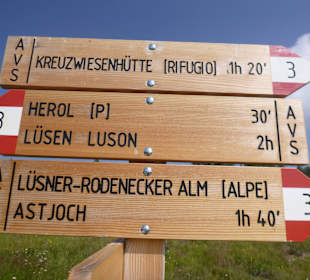 AVS KREUZWIESENHÜTTE [RIFUGIO] 1h 20' 3
HEROL [P] 30' AVS
LÜSEN LUSON 2h
LÜSNER-RODENECKER ALM [ALPE] 3
ASTJOCH 1h 40'